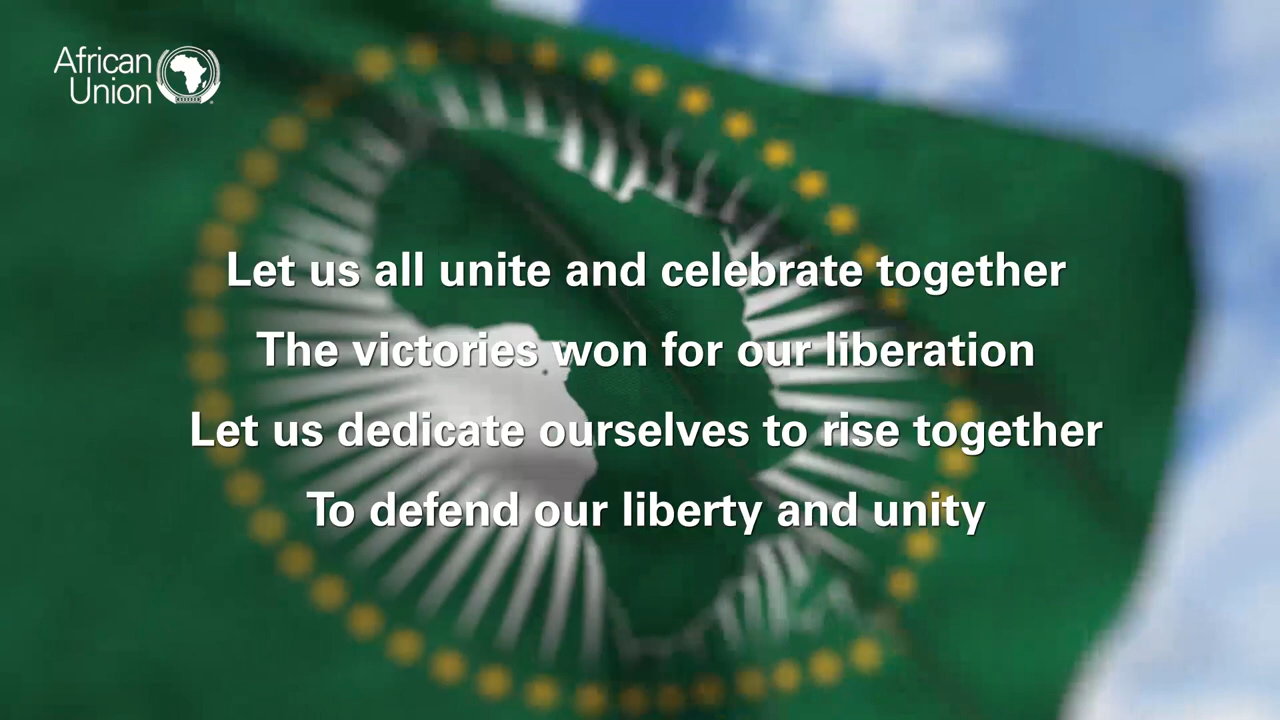 African
Union
Let us all unite and celebrate together
The victories won for our liberation
Let us dedicate ourselves to rise together
To defend our liberty and unity